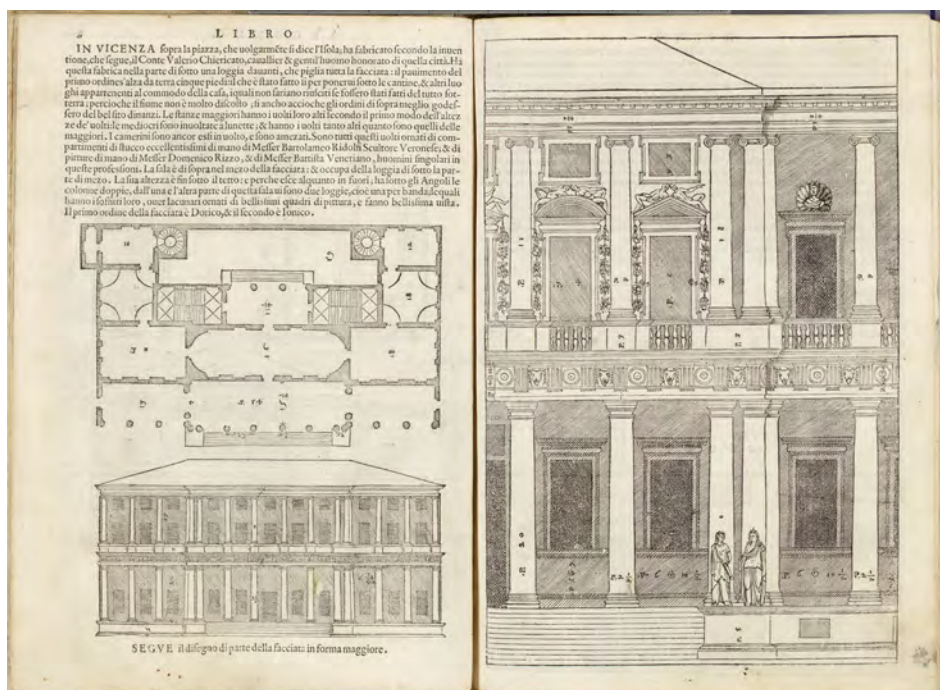 LIBRO
IN VICENZA sopra la piazza, che uolgarmẽte si dice l'Isola, ha fabricato secondo la inuen
tione, che segue, il Conte Valerio Chiericato, cauallier & gentil'huomo honorato di quella città. Hà
questa fabrica nella parte di sotto una loggia dauanti, che piglia tutta la facciata: il pauimento del
primo ordine s'alza da terra cinque piedi: il che è stato fatto sì per ponerui sotto le cantine, & altri luo
ghi appartenenti al commodo della casa, iquali non sariano riusciti se fossero stati fatti del tutto sot-
terra; percioche il fiume non è molto discosto; sì anchο accioche gli ordini di sopra meglio godes-
sero del bel sito dinanzi. Le stanze maggiori hanno i uolti loro alti secondo il primo modo dell'altez
ze de' uolti: le mediocri sono inuoltate à lunette; & hanno i uolti tanto alti quanto sono quelli delle
maggiori. I camerini sono ancor essi in uolto, e sono amezati. Sono tutti questi uolti ornati di com-
partimenti di stucco eccellentissimi di mano di Messer Bartolameo Ridolfi Scultore Veronese; & di
pitture di mano di Messer Domenico Rizzo, & di Messer Battista Venetiano, huomini singolari in
queste professioni. La sala è di sopra nel mezo della facciata: & occupa della loggia di sotto la par-
te di mezo. La sua altezza è fin sotto il tetto: e perche esce alquanto in fuori, ha sotto gli Angoli le
colonne doppie, dall'una e l'altra parte di questa sala ui sono due loggie, cioè una per banda; lequali
hanno i soffitti loro, ouer lacunari ornati di bellissimi quadri di pittura, e fanno bellissima uista.
Il primo ordine della facciata è Dorico, & il secondo è Ionico.
SEGVE il disegno di parte della facciata in forma maggiore.